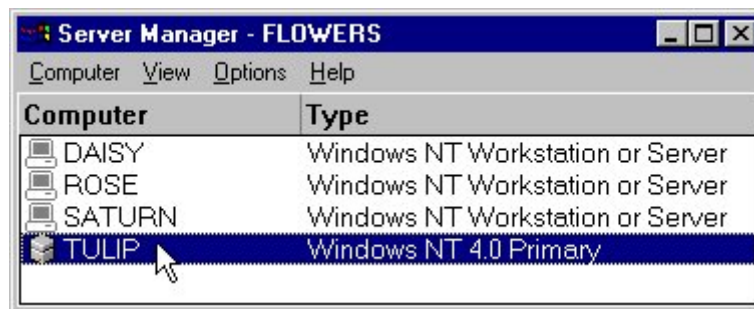 Server Manager - FLOWERS
Computer View Options Help
Computer Type
DAISY Windows NT Workstation or Server
ROSE Windows NT Workstation or Server
SATURN Windows NT Workstation or Server
TULIP Windows NT 4.0 Primary